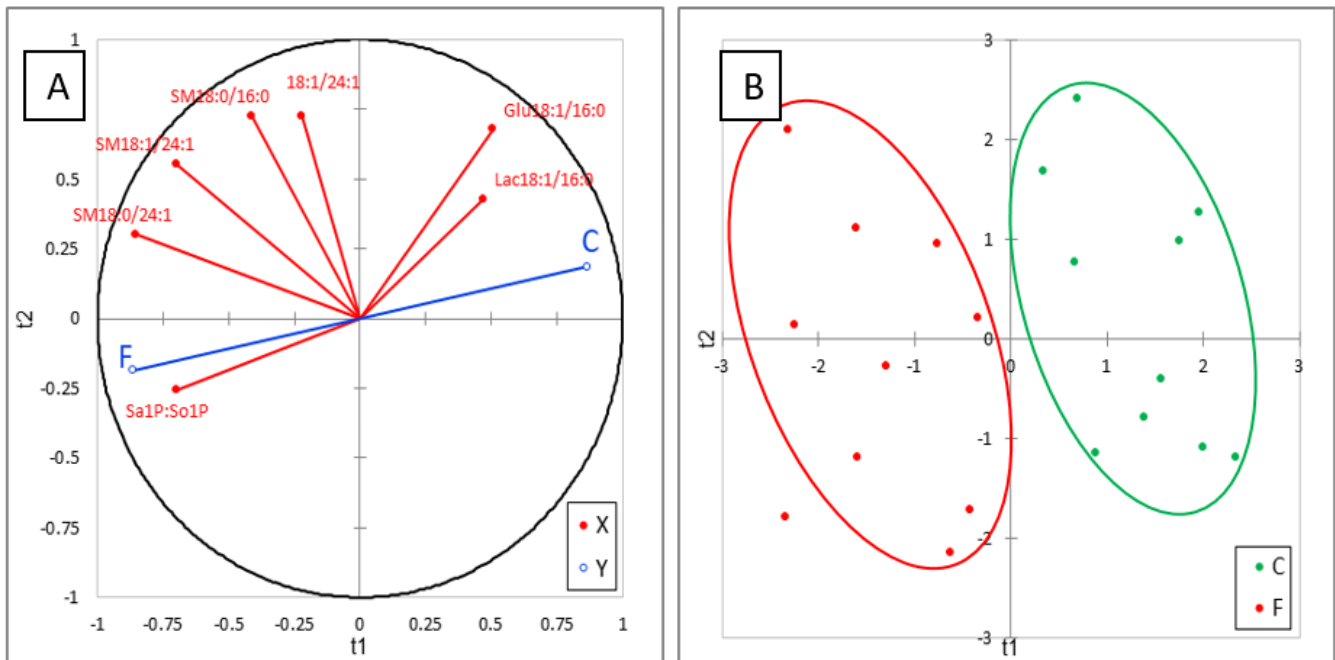 A
1
0.5
0.25
0
-0.25
-0.5
-0.75
-1
t2
SM18:0/16:0
18:1/24:1
Glu18:1/16:0
SM18:1/24:1
Lac18:1/16:0
SM18:0/24:1
C
F
Sa1P:So1P
X
Y
-1 -0.75 -0.5 -0.25 0 0.25 0.5 0.75 1
t1
B
3
2
1
0
-1
-2
-3
t2
-3 -2 -1 0 1 2 3
t1
C
F